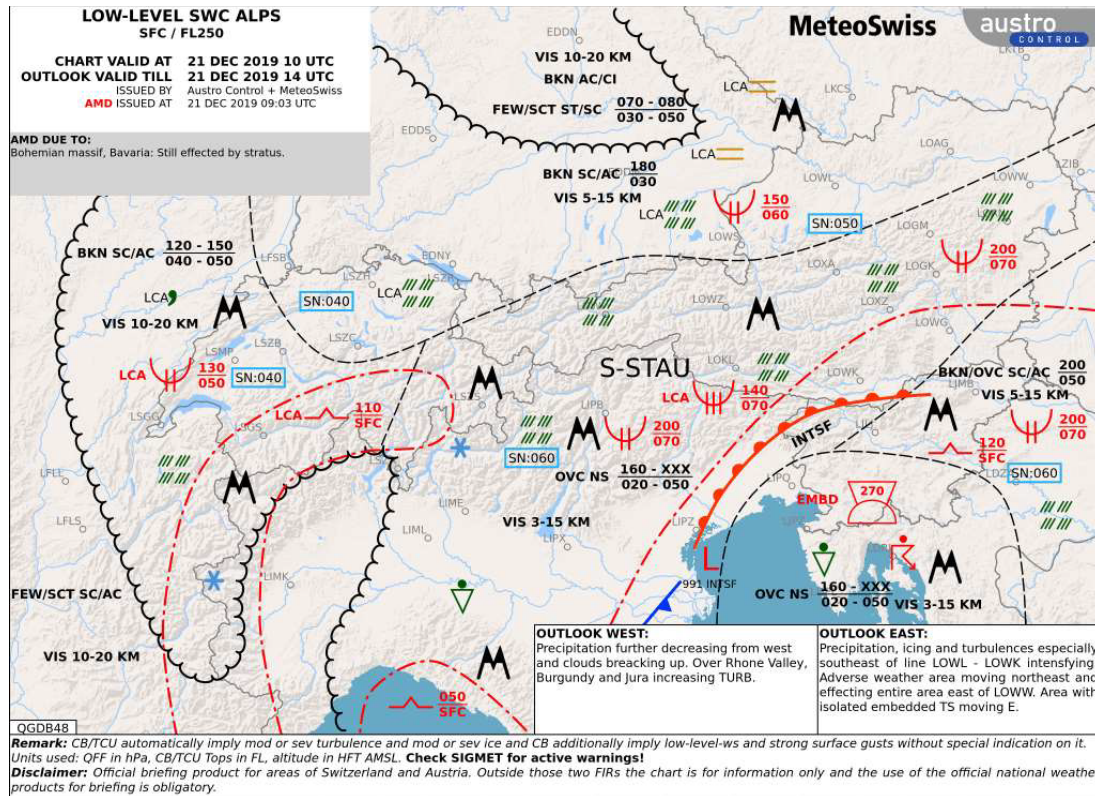 LOW-LEVEL SWC ALPS
SFC / FL250
CHART VALID AT 21 DEC 2019 10 UTC
OUTLOOK VALID TILL 21 DEC 2019 14 UTC
ISSUED BY Austro Control + MeteoSwiss
AMD ISSUED AT 21 DEC 2019 09:03 UTC
AMD DUE TO:
Bohemian massif, Bavaria: Still effected by stratus.
MeteoSwiss
austro
CONTROL
EDDN
LKTB
VIS 10-20 KM
BKN AC/CI
LCA
LKCS
FEW/SCT ST/SC 070 - 080
030 - 050
EDDS
LCA
LOAG
LZIB
BKN SC/AC 180
030
LOWL
LOWW
VIS 5-15 KM
LCA
150
060
SN:050
LOGM
LOWS
BKN SC/AC 120 - 150
040 - 050
LFSB
EDNY
LSZR
LOXA
LOGK
200
070
LCA
SN:040
LCA
LOWZ
LOXZ
VIS 10-20 KM
LSZG
LOWG
LSMP
LSZB
S-STAU
LOKL
BKN/OVC SC/AC 200
050
LCA
130
050
SN:040
LOWK
LIMB
VIS 5-15 KM
LCA
140
070
LSZS
LSGG
LCA
110
SFC
LSGS
LIPB
200
070
INTSF
LJLJ
200
070
120
SFC
SN:060
OVC NS 160 - XXX
020 - 050
LDZA
SN:060
LFLL
LIPQ
EMBD
270
LIME
LFLS
LIML
VIS 3-15 KM
LIPX
LIPZ
L
991 INTSF
LIMK
FEW/SCT SC/AC
OVC NS 160 - XXX
020 - 050
VIS 3-15 KM
VIS 10-20 KM
050
SFC
OUTLOOK WEST:
Precipitation further decreasing from west
and clouds breacking up. Over Rhone Valley,
Burgundy and Jura increasing TURB.
OUTLOOK EAST:
Precipitation, icing and turbulences especially
southeast of line LOWL - LOWK intensfying.
Adverse weather area moving northeast and
effecting entire area east of LOWW. Area with
isolated embedded TS moving E.
QGDB48
Remark: CB/TCU automatically imply mod or sev turbulence and mod or sev ice and CB additionally imply low-level-ws and strong surface gusts without special indication on it.
Units used: QFF in hPa, CB/TCU Tops in FL, altitude in HFT AMSL. Check SIGMET for active warnings!
Disclaimer: Official briefing product for areas of Switzerland and Austria. Outside those two FIRs the chart is for information only and the use of the official national weathe
products for briefing is obligatory.